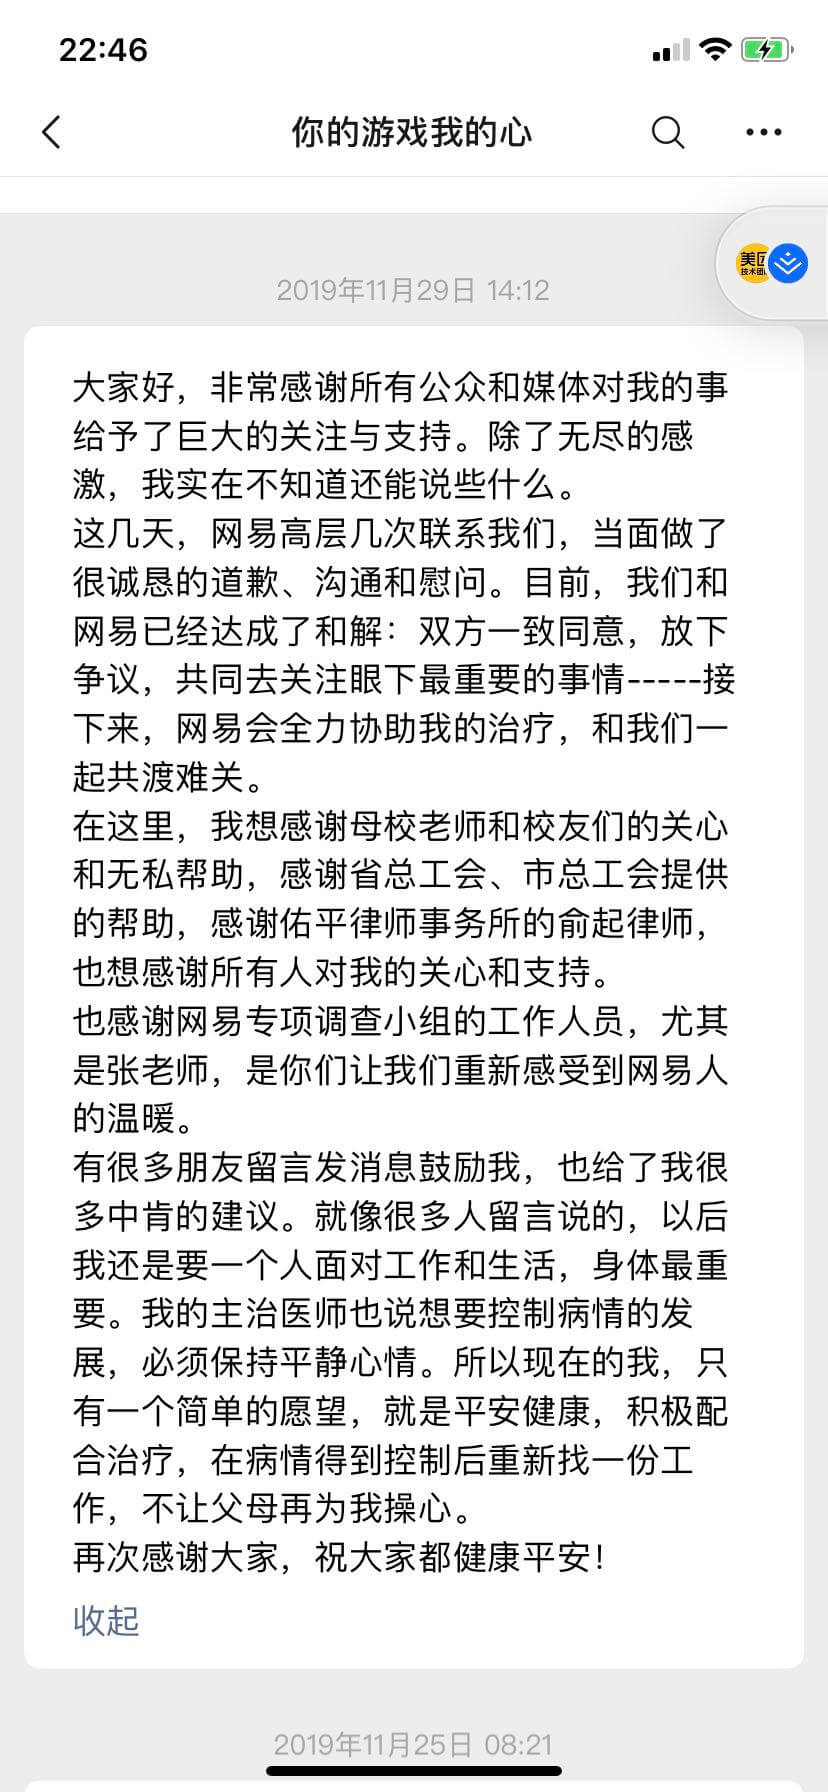 22:46
你的游戏我的心
美团
技术团队
2019年11月29日 14:12
大家好，非常感谢所有公众和媒体对我的事
给予了巨大的关注与支持。除了无尽的感
激，我实在不知道还能说些什么。
这几天，网易高层几次联系我们，当面做了
很诚恳的道歉、沟通和慰问。目前，我们和
网易已经达成了和解：双方一致同意，放下
争议，共同去关注眼下最重要的事情-----接
下来，网易会全力协助我的治疗，和我们一
起共渡难关。
在这里，我想感谢母校老师和校友们的关心
和无私帮助，感谢省总工会、市总工会提供
的帮助，感谢佑平律师事务所的俞起律师，
也想感谢所有人对我的关心和支持。
也感谢网易专项调查小组的工作人员，尤其
是张老师，是你们让我们重新感受到网易人
的温暖。
有很多朋友留言发消息鼓励我，也给了我很
多中肯的建议。就像很多人留言说的，以后
我还是要一个人面对工作和生活，身体最重
要。我的主治医师也说想要控制病情的发
展，必须保持平静心情。所以现在的我，只
有一个简单的愿望，就是平安健康，积极配
合治疗，在病情得到控制后重新找一份工
作，不让父母再为我操心。
再次感谢大家，祝大家都健康平安！
收起
2019年11月25日 08:21